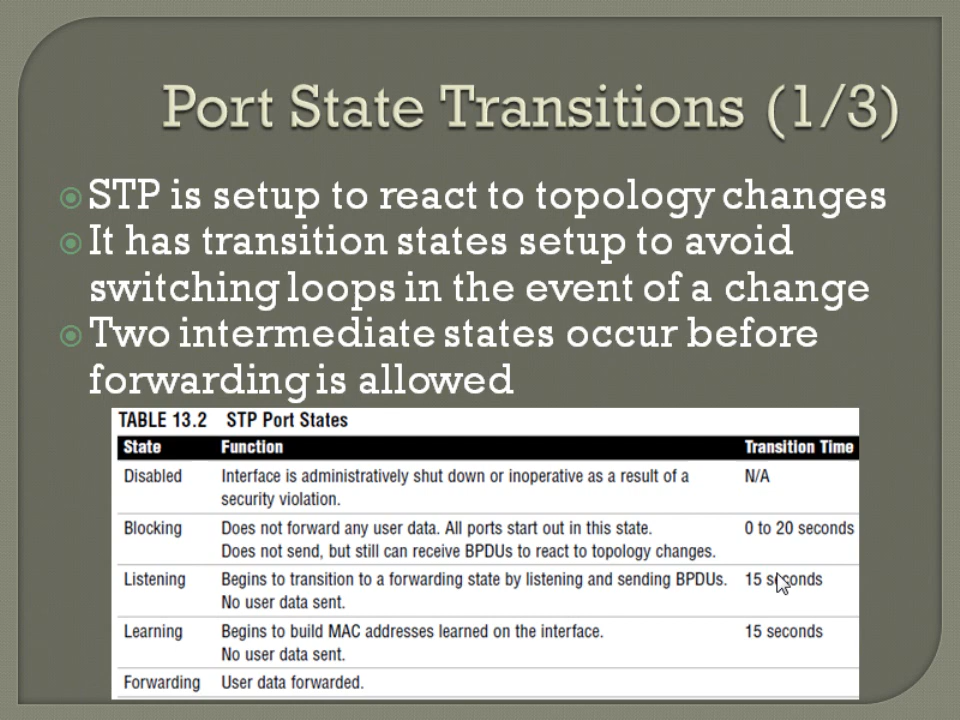 Port State Transitions (1/3)
STP is setup to react to topology changes
It has transition states setup to avoid
switching loops in the event of a change
Two intermediate states occur before
forwarding is allowed
TABLE 13.2 STP Port States
State Function Transition Time
Disabled Interface is administratively shut down or inoperative as a result of a N/A
security violation.
Blocking Does not forward any user data. All ports start out in this state. 0 to 20 seconds
Does not send, but still can receive BPDUs to react to topology changes.
Listening Begins to transition to a forwarding state by listening and sending BPDUs. 15 seconds
No user data sent.
Learning Begins to build MAC addresses learned on the interface. 15 seconds
No user data sent.
Forwarding User data forwarded.